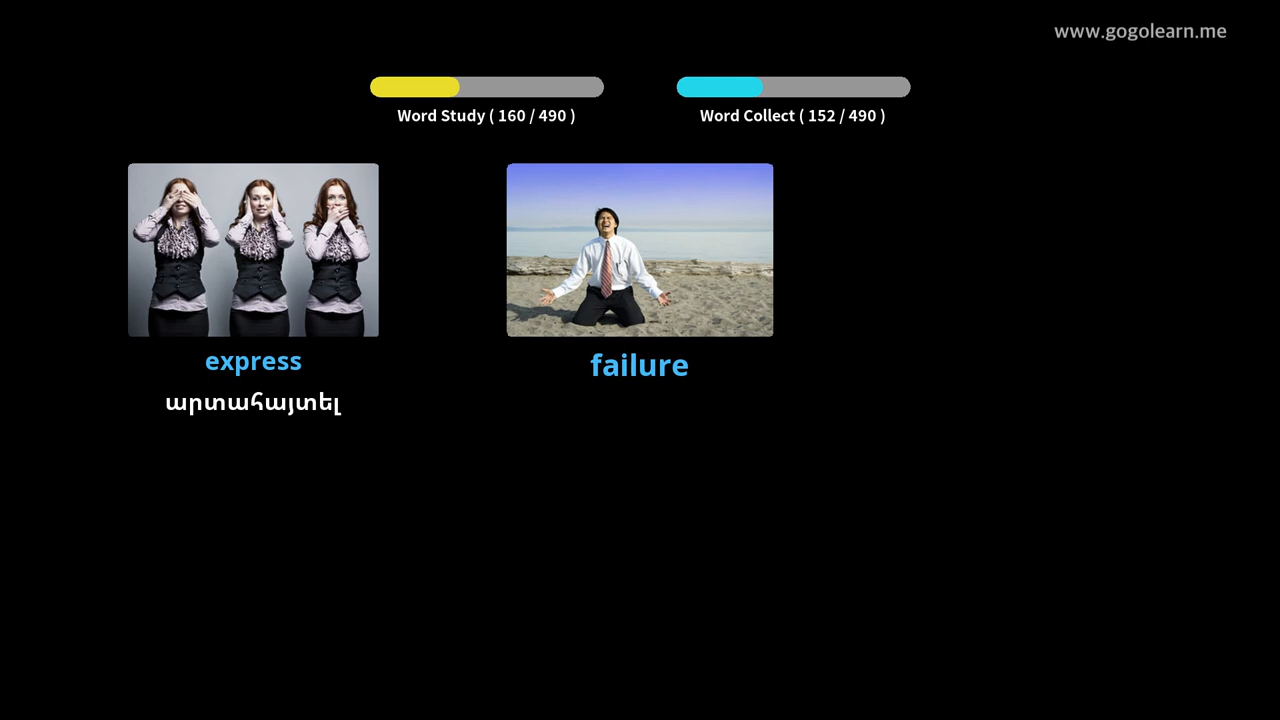 www.gogolearn.me
Word Study ( 160 / 490 )
Word Collect ( 152 / 490 )
express
արտահայտել
failure